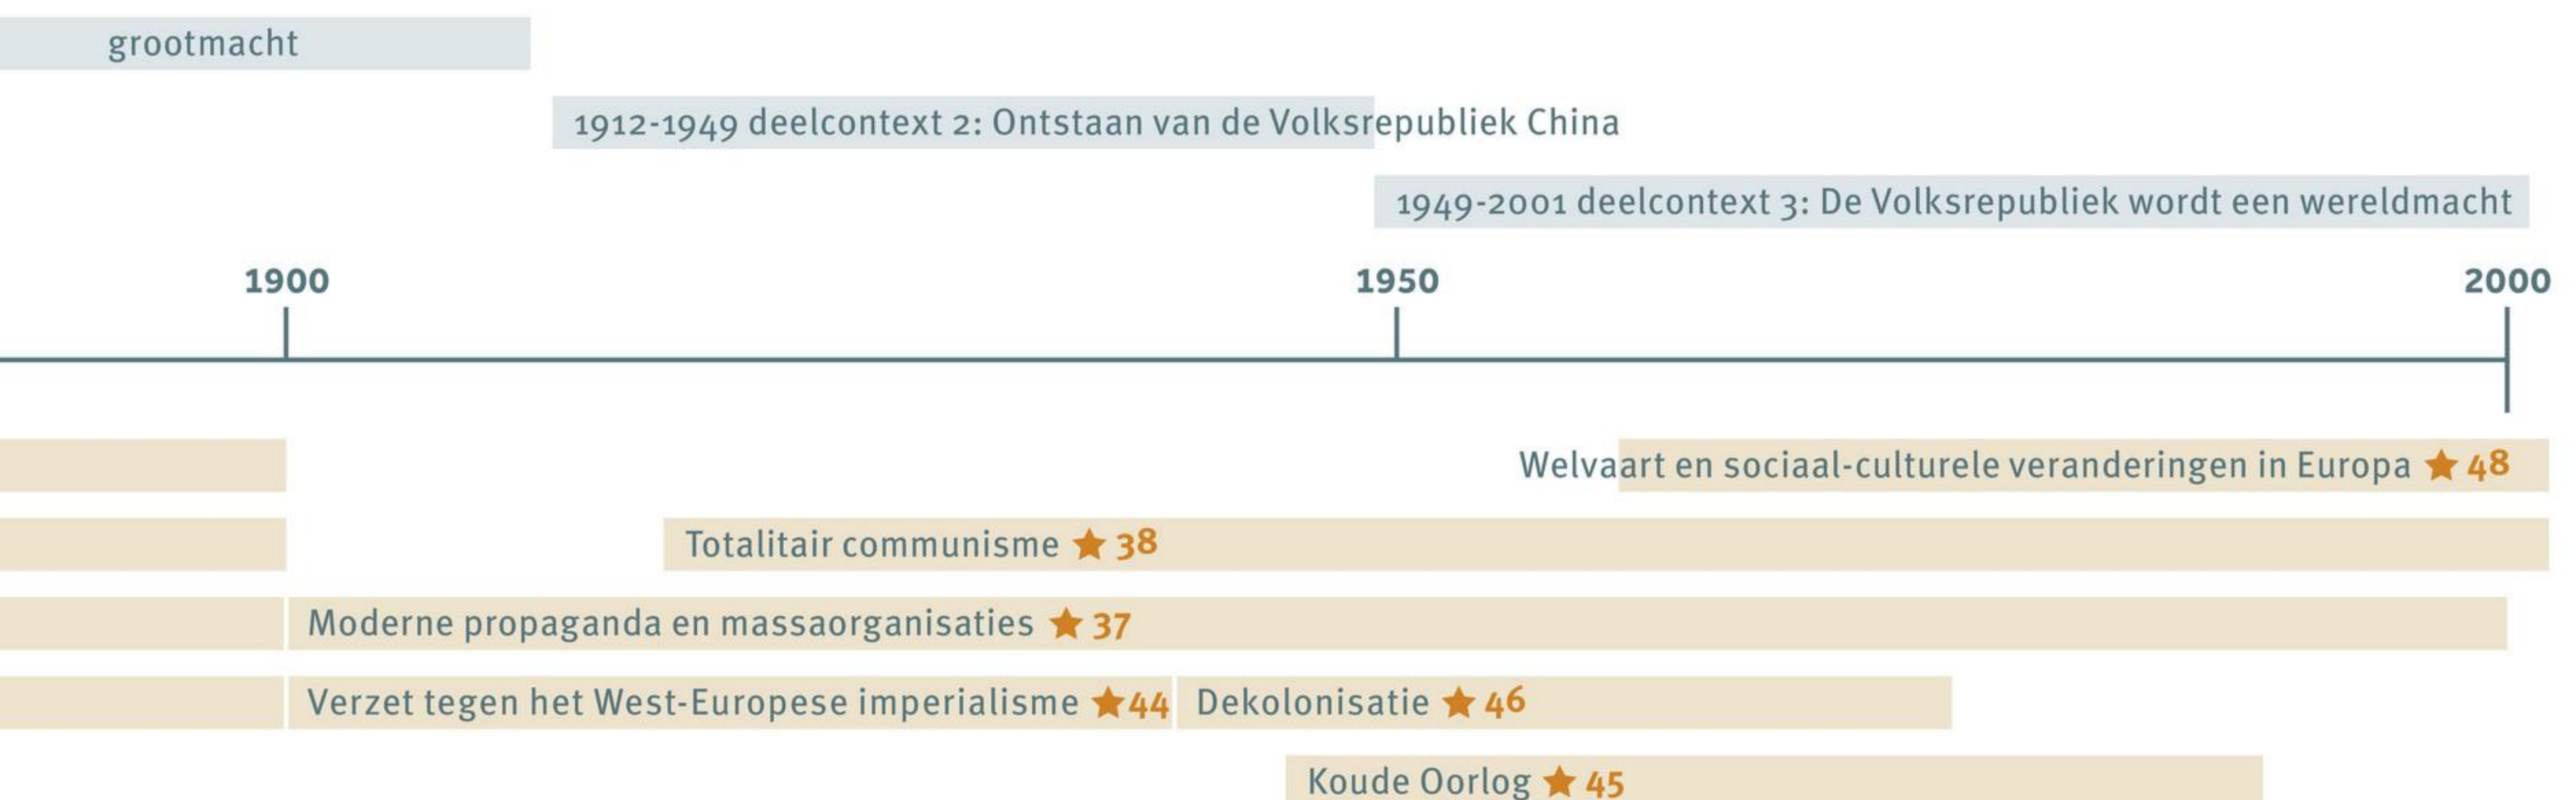 grootmacht
1912-1949 deelcontext 2: Ontstaan van de Volksrepubliek China
1949-2001 deelcontext 3: De Volksrepubliek wordt een wereldmacht
1900 1950 2000
Welvaart en sociaal-culturele veranderingen in Europa ★ 48
Totalitair communisme ★ 38
Moderne propaganda en massaorganisaties ★ 37
Verzet tegen het West-Europese imperialisme ★44 Dekolonisatie ★ 46
Koude Oorlog ★ 45